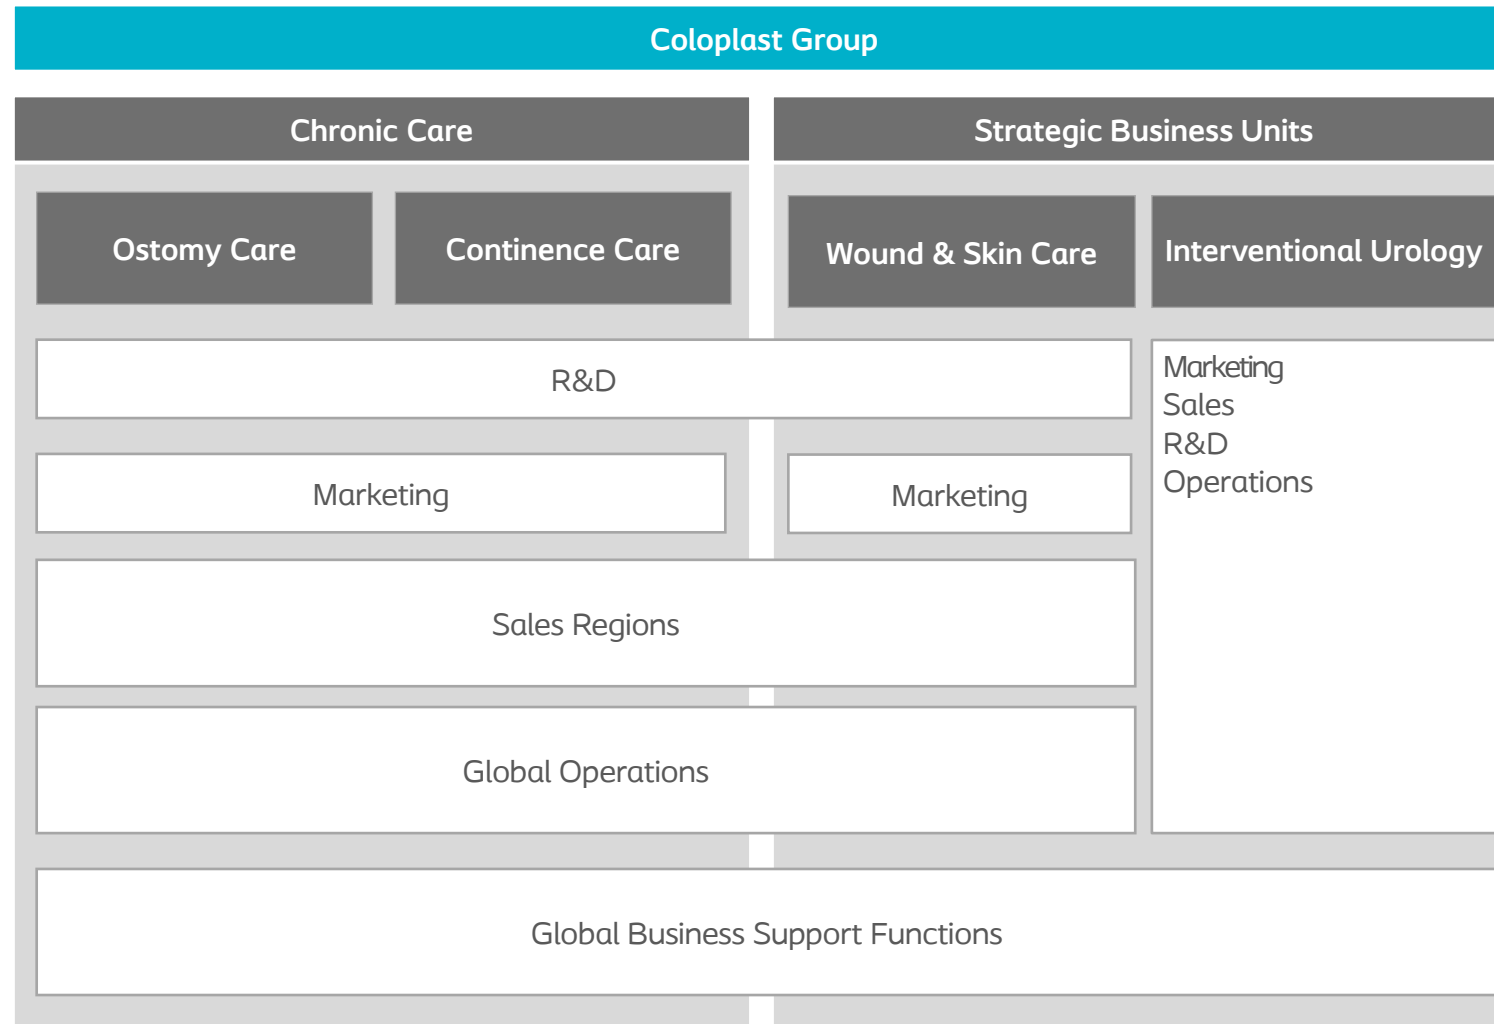 Coloplast Group
Chronic Care
Strategic Business Units
Ostomy Care
Continence Care
Wound & Skin Care
Interventional Urology
R&D
Marketing
Sales
R&D
Operations
Marketing
Marketing
Sales Regions
Global Operations
Global Business Support Functions